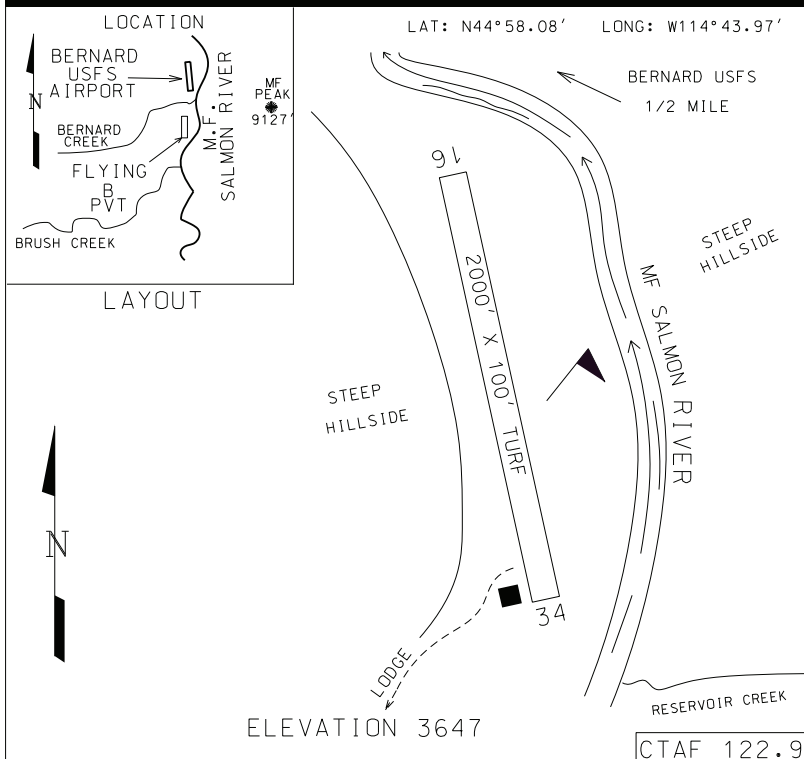 LOCATION
LAT: N44°58.08′ LONG: W114°43.97′
BERNARD
USFS
AIRPORT
N
MF
PEAK
9127′
M.F.
SALMON RIVER
BERNARD
CREEK
FLYING
B
PVT
BRUSH CREEK
BERNARD USFS
1/2 MILE
LAYOUT
16
STEEP
HILLSIDE
2000′ X 100′ TURF
MF SALMON RIVER
STEEP
HILLSIDE
N
34
LODGE
RESERVOIR CREEK
ELEVATION 3647
CTAF 122.9